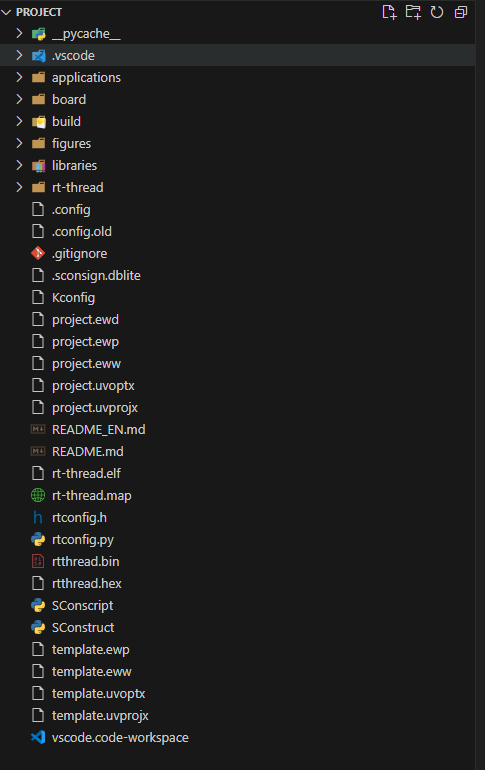 PROJECT
__pycache__
.vscode
applications
board
build
figures
libraries
rt-thread
.config
.config.old
.gitignore
.sconsign.dblite
Kconfig
project.ewd
project.ewp
project.eww
project.uvoptx
project.uvprojx
README_EN.md
README.md
rt-thread.elf
rt-thread.map
rtconfig.h
rtconfig.py
rtthread.bin
rtthread.hex
SConscript
SConstruct
template.ewp
template.eww
template.uvoptx
template.uvprojx
vscode.code-workspace